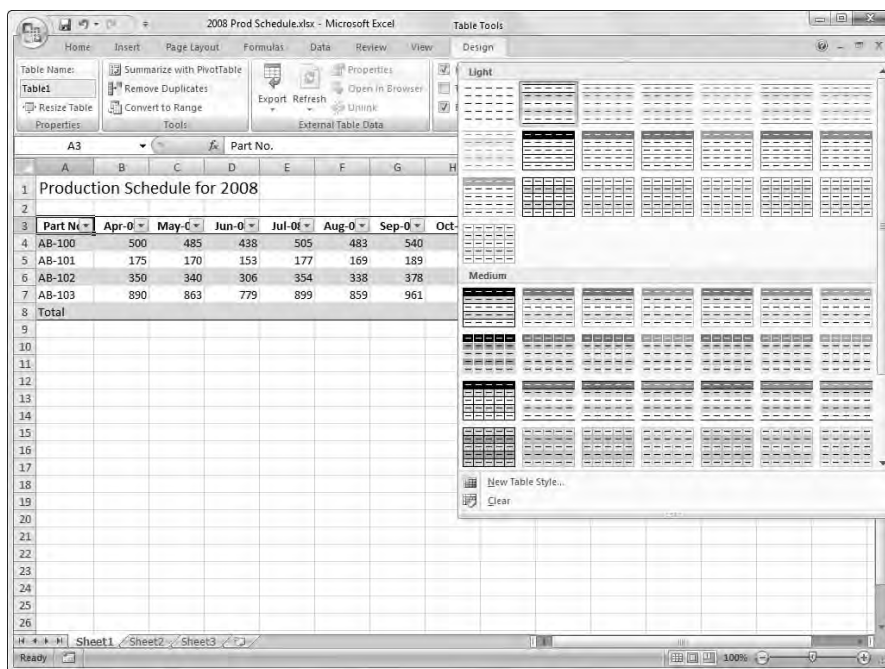 2008 Prod Schedule.xlsx - Microsoft Excel Table Tools
Home Insert Page Layout Formulas Data Review View Design
Table Name:
Table1
Resize Table
Properties
Summarize with PivotTable
Remove Duplicates
Convert to Range
Tools
Export Refresh
Properties
Open in Browser
Unlink
External Table Data
Light
A3 fx Part No.
A B C D E F G H
1 Production Schedule for 2008
2
3 Part No Apr-0 May-0 Jun-0 Jul-08 Aug-0 Sep-0 Oct-
4 AB-100 500 485 438 505 483 540
5 AB-101 175 170 153 177 169 189
6 AB-102 350 340 306 354 338 378
7 AB-103 890 863 779 899 859 961
8 Total
9
10
11
12
13
14
15
16
17
18
19
20
21
22
23
24
25
26
Medium
New Table Style...
Clear
Sheet1 Sheet2 Sheet3
Ready 100%